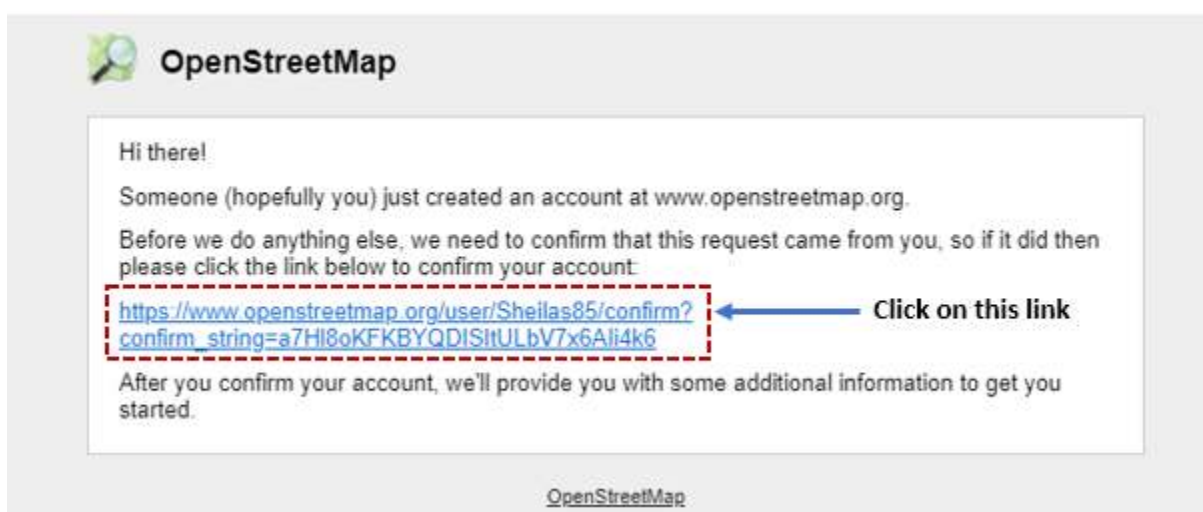 OpenStreetMap
Hi there!
Someone (hopefully you) just created an account at www.openstreetmap.org.
Before we do anything else, we need to confirm that this request came from you, so if it did then
please click the link below to confirm your account:
https://www.openstreetmap.org/user/Sheilas85/confirm?
confirm_string=a7HI8oKFKBYQDISItULbV7x6Ali4k6
Click on this link
After you confirm your account, we'll provide you with some additional information to get you
started.
OpenStreetMap